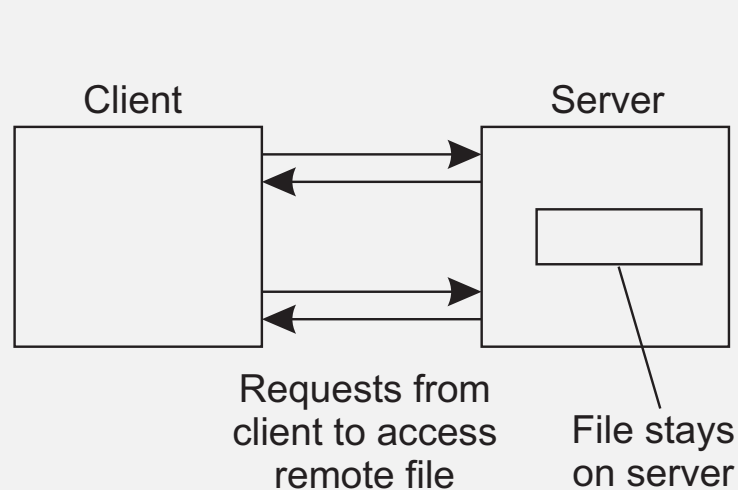 Client
Server
Requests from
client to access
remote file
File stays
on server